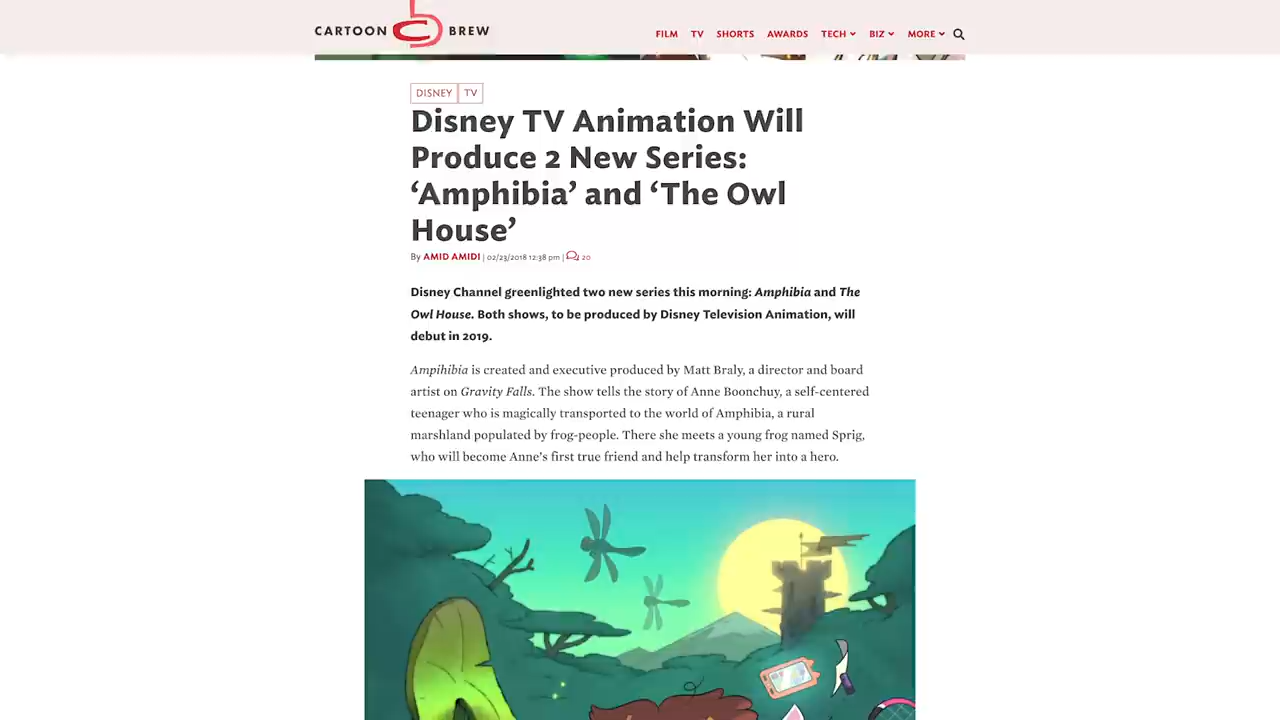 CARTOON BREW
FILM TV SHORTS AWARDS TECH BIZ MORE
DISNEY TV
Disney TV Animation Will
Produce 2 New Series:
‘Amphibia’ and ‘The Owl
House’
By AMID AMIDI | 02/23/2018 12:38 pm | 20
Disney Channel greenlighted two new series this morning: Amphibia and The
Owl House. Both shows, to be produced by Disney Television Animation, will
debut in 2019.
Ampihibia is created and executive produced by Matt Braly, a director and board
artist on Gravity Falls. The show tells the story of Anne Boonchuy, a self-centered
teenager who is magically transported to the world of Amphibia, a rural
marshland populated by frog-people. There she meets a young frog named Sprig,
who will become Anne’s first true friend and help transform her into a hero.